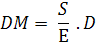 DM = S/E . D